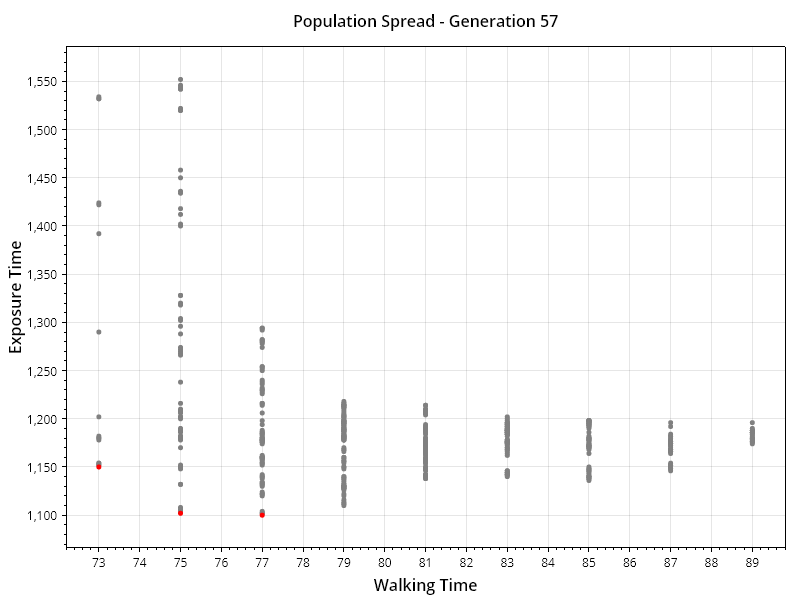 Population Spread - Generation 57
1,550
1,500
1,450
1,400
1,350
1,300
1,250
1,200
1,150
1,100
Exposure Time
73 74 75 76 77 78 79 80 81 82 83 84 85 86 87 88 89
Walking Time